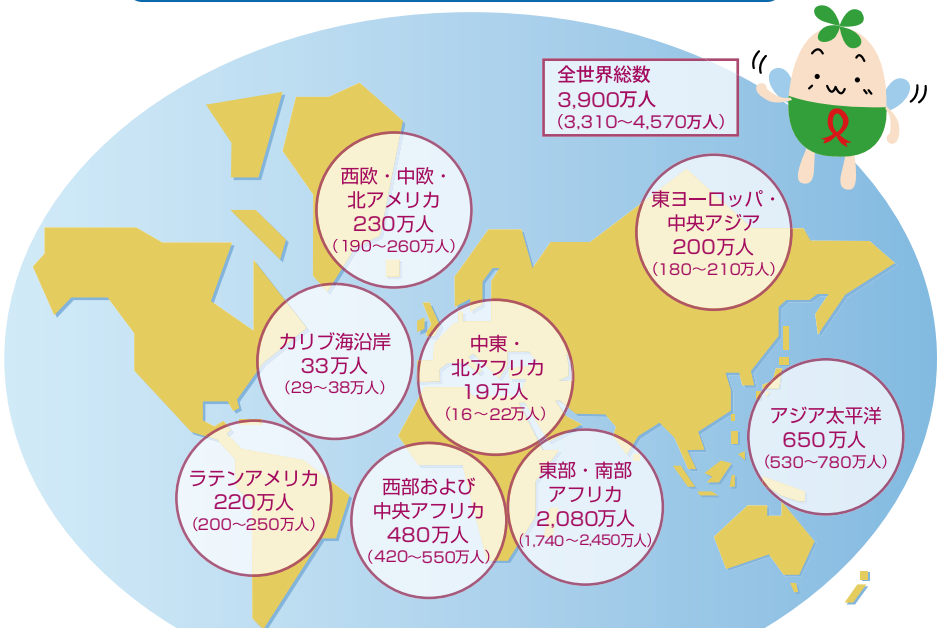 全世界総数
3,900万人
(3,310〜4,570万人)
西欧・中欧・
北アメリカ
230万人
(190〜260万人)
東ヨーロッパ・
中央アジア
200万人
(180〜210万人)
カリブ海沿岸
33万人
(29〜38万人)
中東・
北アフリカ
19万人
(16〜22万人)
アジア太平洋
650万人
(530〜780万人)
ラテンアメリカ
220万人
(200〜250万人)
西部および
中央アフリカ
480万人
(420〜550万人)
東部・南部
アフリカ
2,080万人
(1,740〜2,450万人)